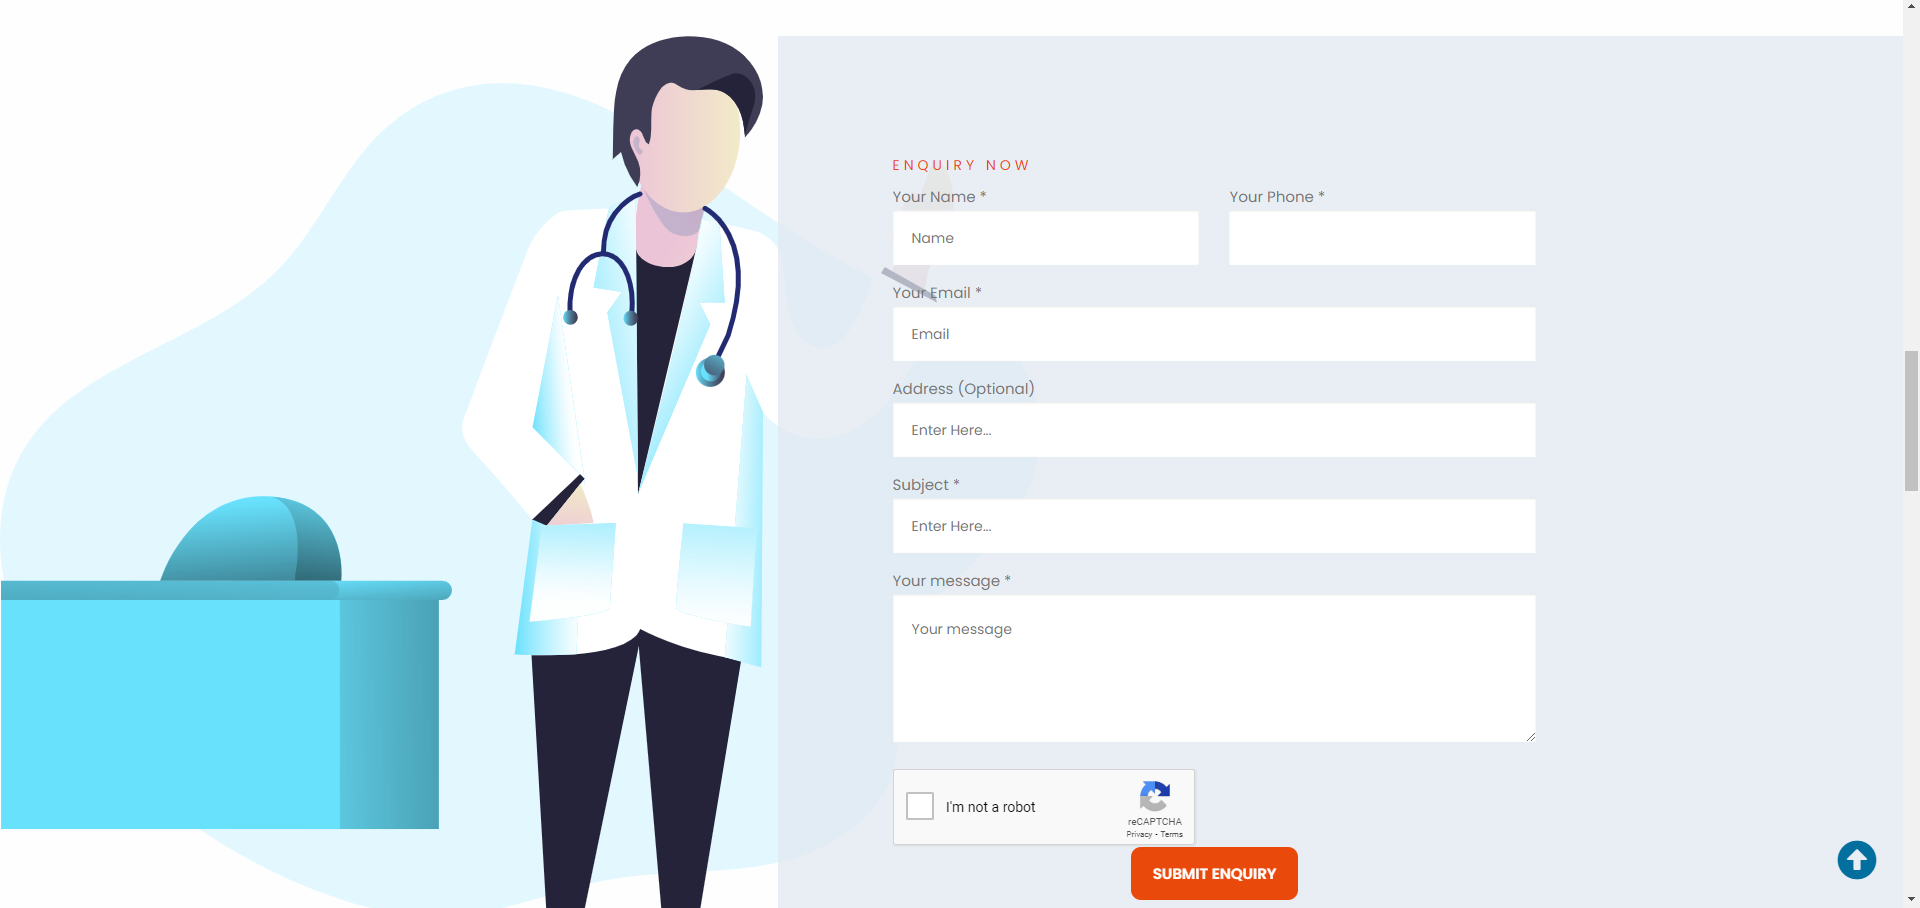 ENQUIRY NOW
Your Name * Your Phone *
Name
Your Email *
Email
Address (Optional)
Enter Here...
Subject *
Enter Here...
Your message *
Your message
I'm not a robot
reCAPTCHA
Privacy - Terms
SUBMIT ENQUIRY